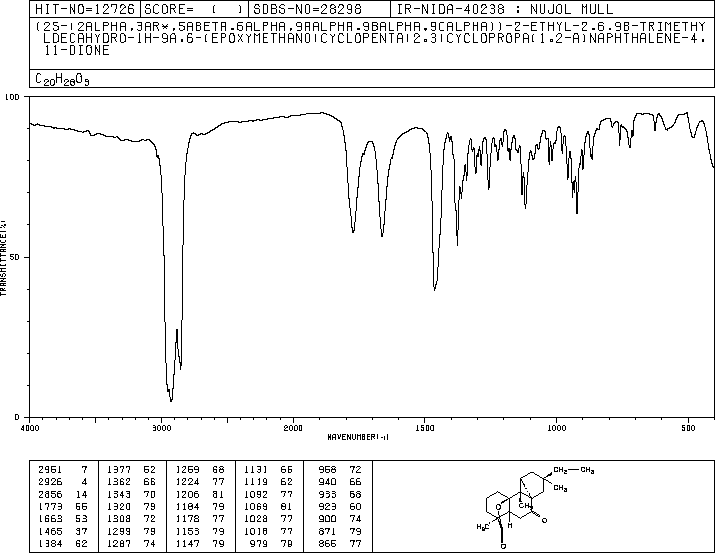 HIT-NO=12726 SCORE= ( ) SDBS-NO=28298 IR-NIDA-40238 : NUJOL MULL
(2S-(2ALPHA,3AR*,5ABETA,6ALPHA,9AALPHA,9BALPHA,9CALPHA))-2-ETHYL-2,6,9B-TRIMETHY
LDECAHYDRO-1H-9A,6-(EPOXYMETHANO)CYCLOPENTA(2,3)CYCLOPROPA(1,2-A)NAPHTHALENE-4,
11-DIONE
C20H28O3
100
50
0
TRANSMITTANCE(%)
4000 3000 2000 1500 1000 500
WAVENUMBER(-1)
2951 7 1377 52 1259 68 1131 66 958 72
2926 4 1362 66 1224 77 1119 62 940 66
2856 14 1343 70 1206 81 1092 77 933 68
1773 55 1320 79 1184 79 1069 81 923 60
1663 53 1308 72 1178 77 1028 77 900 74
1465 37 1299 79 1153 79 1018 77 871 79
1384 62 1287 74 1147 79 979 79 866 77
CH2 CH3
CH3
CH3
O
O
H
H3C
O